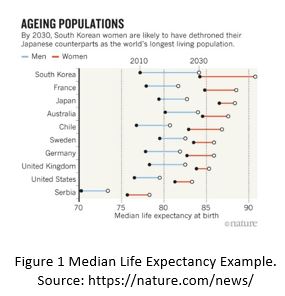 AGEING POPULATIONS
By 2030, South Korean women are likely to have dethroned their
Japanese counterparts as the world's longest living population.
Men Women
2010 2030
South Korea
France
Japan
Australia
Chile
Sweden
Germany
United Kingdom
United States
Serbia
70 75 80 85 90
Median life expectancy at birth
©nature
Figure 1 Median Life Expectancy Example.
Source: https://nature.com/news/